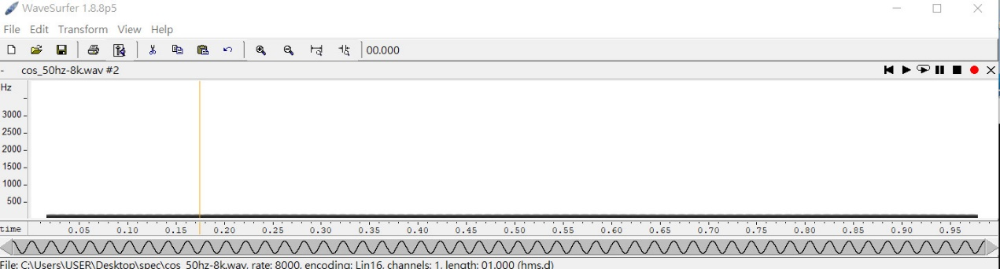 WaveSurfer 1.8.8p5
File Edit Transform View Help
00.000
- cos_50hz-8k.wav #2
Hz
3000
2500
2000
1500
1000
500
time 0.05 0.10 0.15 0.20 0.25 0.30 0.35 0.40 0.45 0.50 0.55 0.60 0.65 0.70 0.75 0.80 0.85 0.90 0.95
File: C:\Users\USER\Desktop\spec\cos_50hz-8k.wav, rate: 8000, encoding: Lin16, channels: 1, length: 01.000 (hms.d)